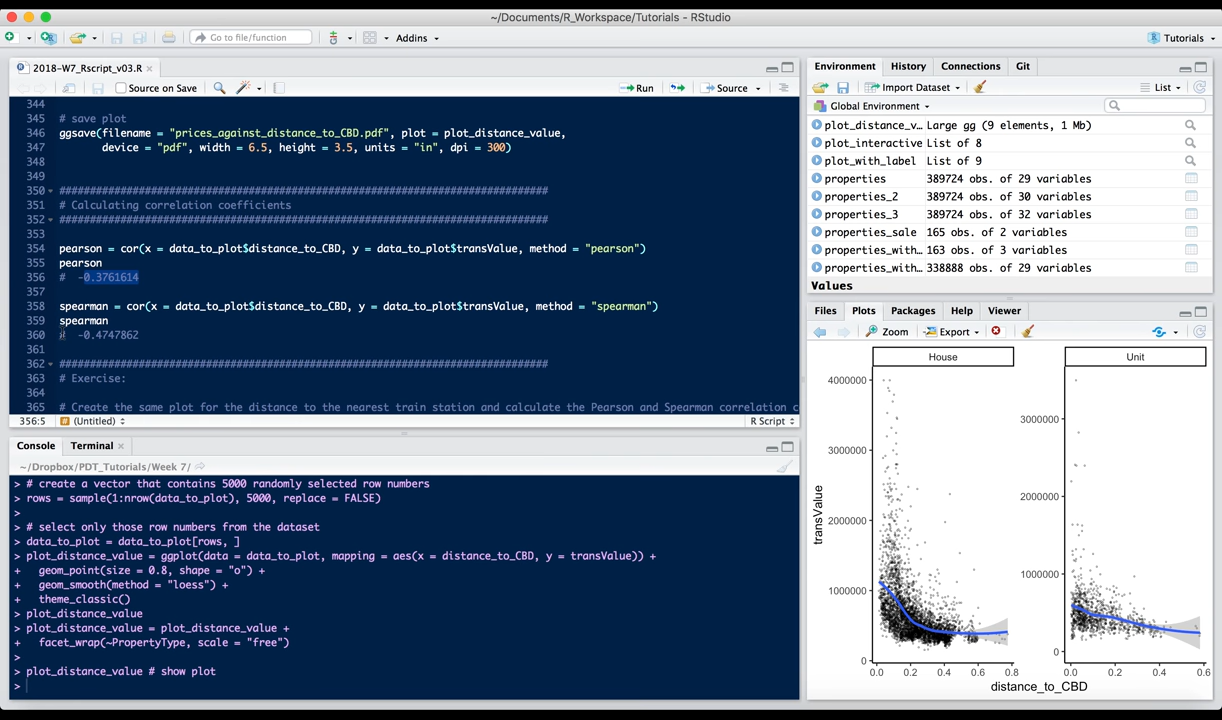 ~/Documents/R_Workspace/Tutorials - RStudio
Go to file/function
Addins
Tutorials
2018-W7_Rscript_v03.R
Source on Save
Run
Source
344
345 # save plot
346 ggsave(filename = "prices_against_distance_to_CBD.pdf", plot = plot_distance_value,
347 device = "pdf", width = 6.5, height = 3.5, units = "in", dpi = 300)
348
349
350 ################################################################################
351 # Calculating correlation coefficients
352 ################################################################################
353
354 pearson = cor(x = data_to_plot$distance_to_CBD, y = data_to_plot$transValue, method = "pearson")
355 pearson
356 # -0.3761614
357
358 spearman = cor(x = data_to_plot$distance_to_CBD, y = data_to_plot$transValue, method = "spearman")
359 spearman
360 # -0.4747862
361
362 ################################################################################
363 # Exercise:
364
365 # Create the same plot for the distance to the nearest train station and calculate the Pearson and Spearman correlation c
356:5
(Untitled)
R Script
Console
Terminal
~/Dropbox/PDT_Tutorials/Week 7/
> # create a vector that contains 5000 randomly selected row numbers
> rows = sample(1:nrow(data_to_plot), 5000, replace = FALSE)
>
> # select only those row numbers from the dataset
> data_to_plot = data_to_plot[rows, ]
> plot_distance_value = ggplot(data = data_to_plot, mapping = aes(x = distance_to_CBD, y = transValue)) +
+ geom_point(size = 0.8, shape = "o") +
+ geom_smooth(method = "loess") +
+ theme_classic()
> plot_distance_value
> plot_distance_value = plot_distance_value +
+ facet_wrap(~PropertyType, scale = "free")
>
> plot_distance_value # show plot
>
Environment
History
Connections
Git
Import Dataset
List
Global Environment
plot_distance_v… Large gg (9 elements, 1 Mb)
plot_interactive List of 8
plot_with_label List of 9
properties 389724 obs. of 29 variables
properties_2 389724 obs. of 30 variables
properties_3 389724 obs. of 32 variables
properties_sale 165 obs. of 2 variables
properties_with… 163 obs. of 3 variables
properties_with… 338888 obs. of 29 variables
Values
Files
Plots
Packages
Help
Viewer
Zoom
Export
House
Unit
4000000
3000000
2000000
1000000
0
3000000
2000000
1000000
0
transValue
0.0 0.2 0.4 0.6 0.8
0.0 0.2 0.4 0.6
distance_to_CBD